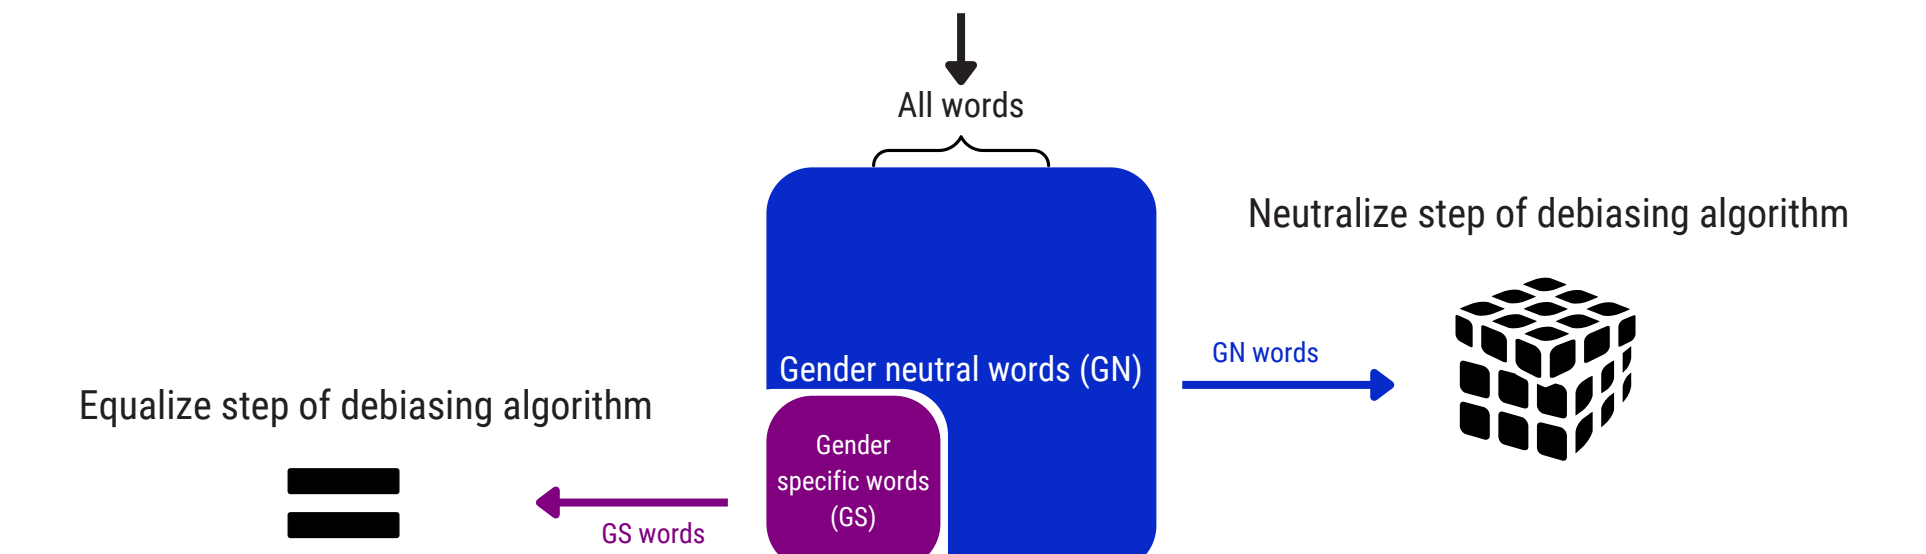 All words
Neutralize step of debiasing algorithm
Gender neutral words (GN)
GN words
Equalize step of debiasing algorithm
Gender
specific words
(GS)
GS words